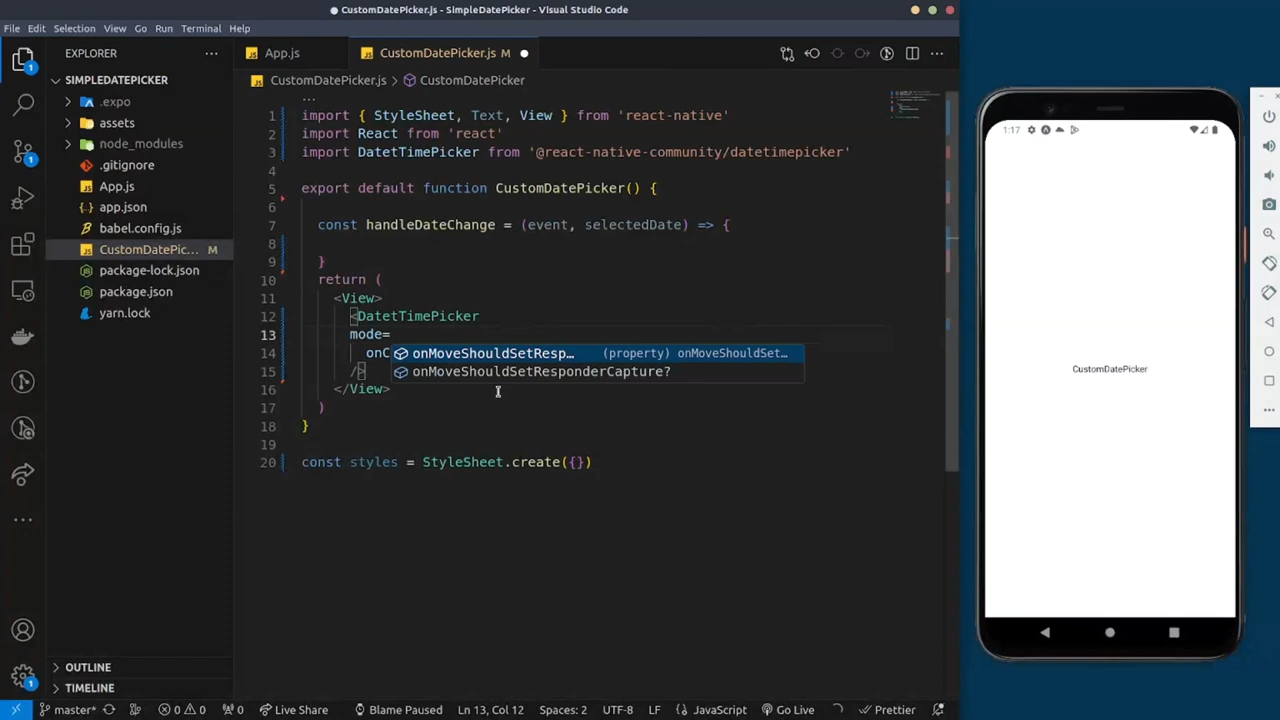 CustomDatePicker.js - SimpleDatePicker - Visual Studio Code
File Edit Selection View Go Run Terminal Help
EXPLORER
App.js
CustomDatePicker.js M
SIMPLEDATEPICKER
CustomDatePicker.js > CustomDatePicker
.expo
assets
node_modules
.gitignore
App.js
app.json
babel.config.js
CustomDatePic... M
package-lock.json
package.json
yarn.lock
1 import { StyleSheet, Text, View } from 'react-native'
2 import React from 'react'
3 import DatetTimePicker from '@react-native-community/datetimepicker'
4
5 export default function CustomDatePicker() {
6
7 const handleDateChange = (event, selectedDate) => {
8
9 }
10 return (
11 <View>
12 <DatetTimePicker
13 mode=
14 onC
15 />
16 </View>
17 )
18 }
19
20 const styles = StyleSheet.create({})
onMoveShouldSetResp... (property) onMoveShouldSet...
onMoveShouldSetResponderCapture?
OUTLINE
TIMELINE
1
1
1
master* 0 0 0 Live Share Blame Paused Ln 13, Col 12 Spaces: 2 UTF-8 LF JavaScript Go Live Prettier
1:17
CustomDatePicker